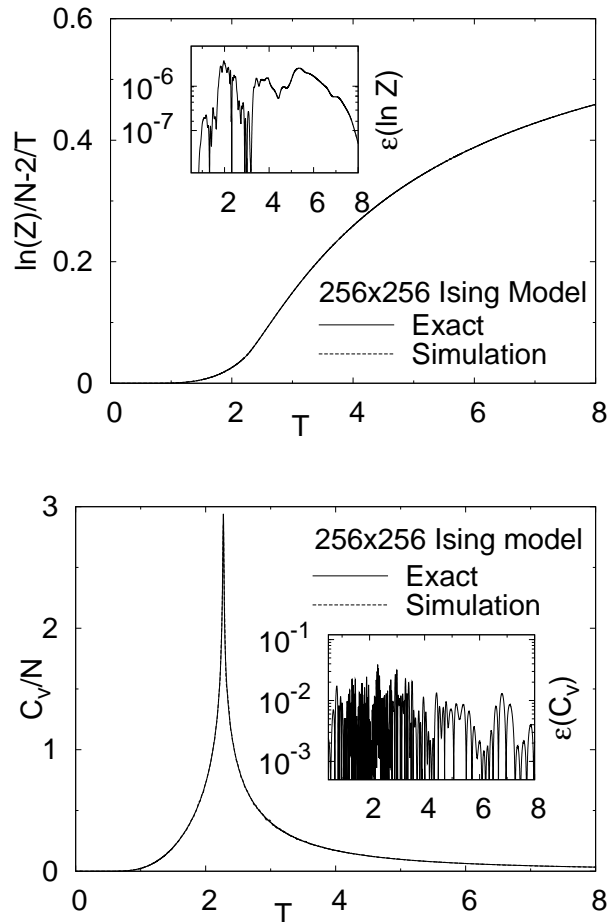 0.6
0.4
0.2
0
ln(Z)/N-2/T
10^-6
10^-7
ε(ln Z)
2 4 6 8
256x256 Ising Model
Exact
Simulation
0 2 4 6 8
T
3
2
1
0
C_v/N
256x256 Ising model
Exact
Simulation
10^-1
10^-2
10^-3
ε(C_v)
2 4 6 8
0 2 4 6 8
T